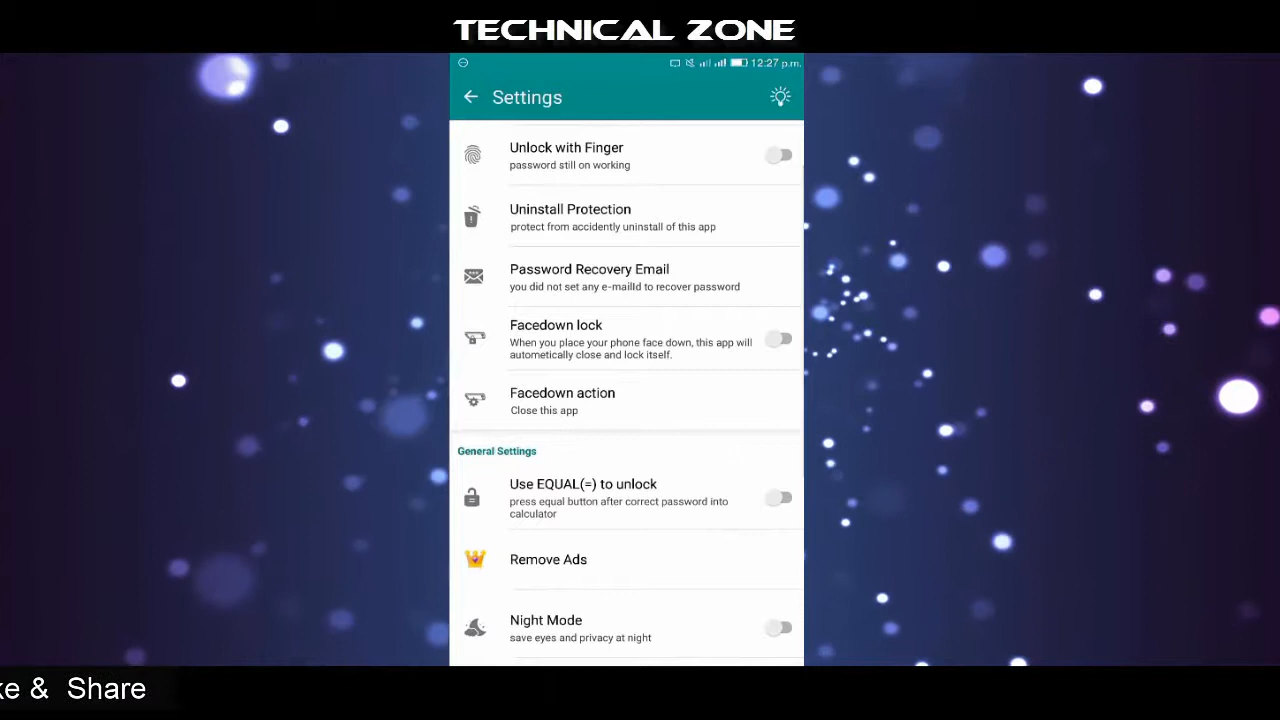 TECHNICAL ZONE
12:27 p.m.
Settings
Unlock with Finger
password still on working
Uninstall Protection
protect from accidently uninstall of this app
Password Recovery Email
you did not set any e-mailId to recover password
Facedown lock
When you place your phone face down, this app will
automatically close and lock itself.
Facedown action
Close this app
General Settings
Use EQUAL(=) to unlock
press equal button after correct password into
calculator
Remove Ads
Night Mode
save eyes and privacy at night
& Share